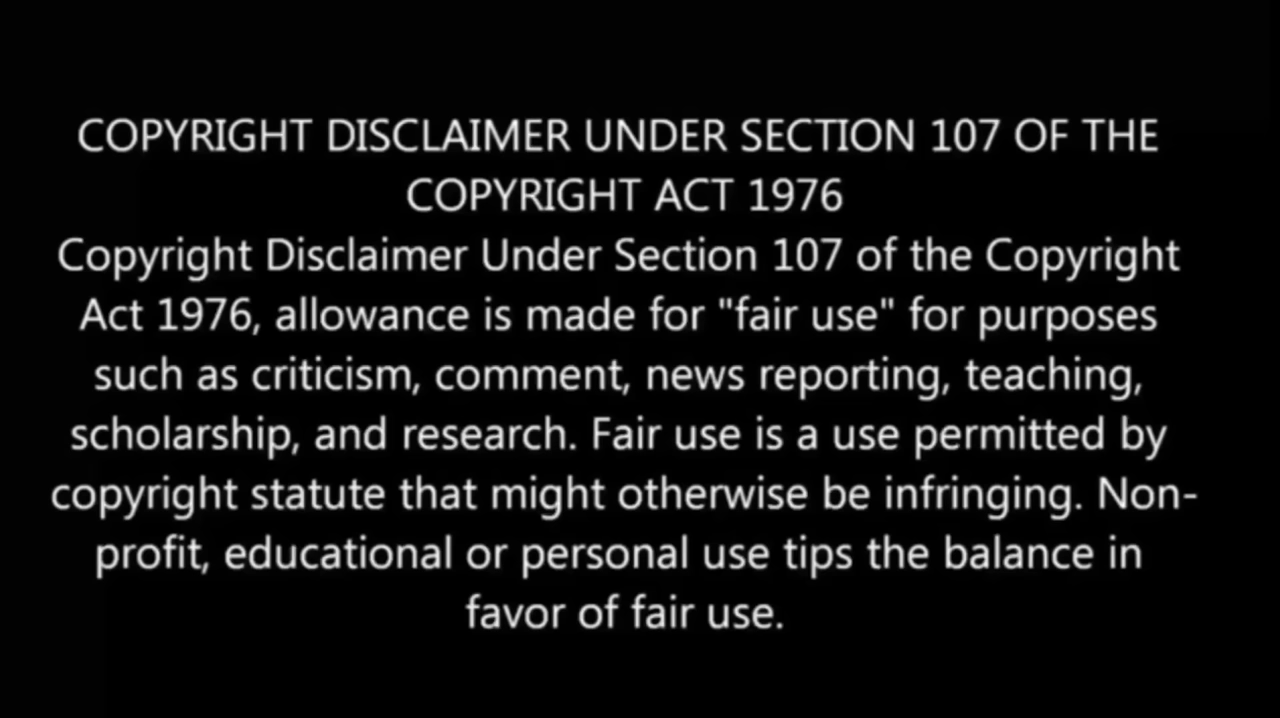 COPYRIGHT DISCLAIMER UNDER SECTION 107 OF THE
COPYRIGHT ACT 1976
Copyright Disclaimer Under Section 107 of the Copyright
Act 1976, allowance is made for "fair use" for purposes
such as criticism, comment, news reporting, teaching,
scholarship, and research. Fair use is a use permitted by
copyright statute that might otherwise be infringing. Non-
profit, educational or personal use tips the balance in
favor of fair use.